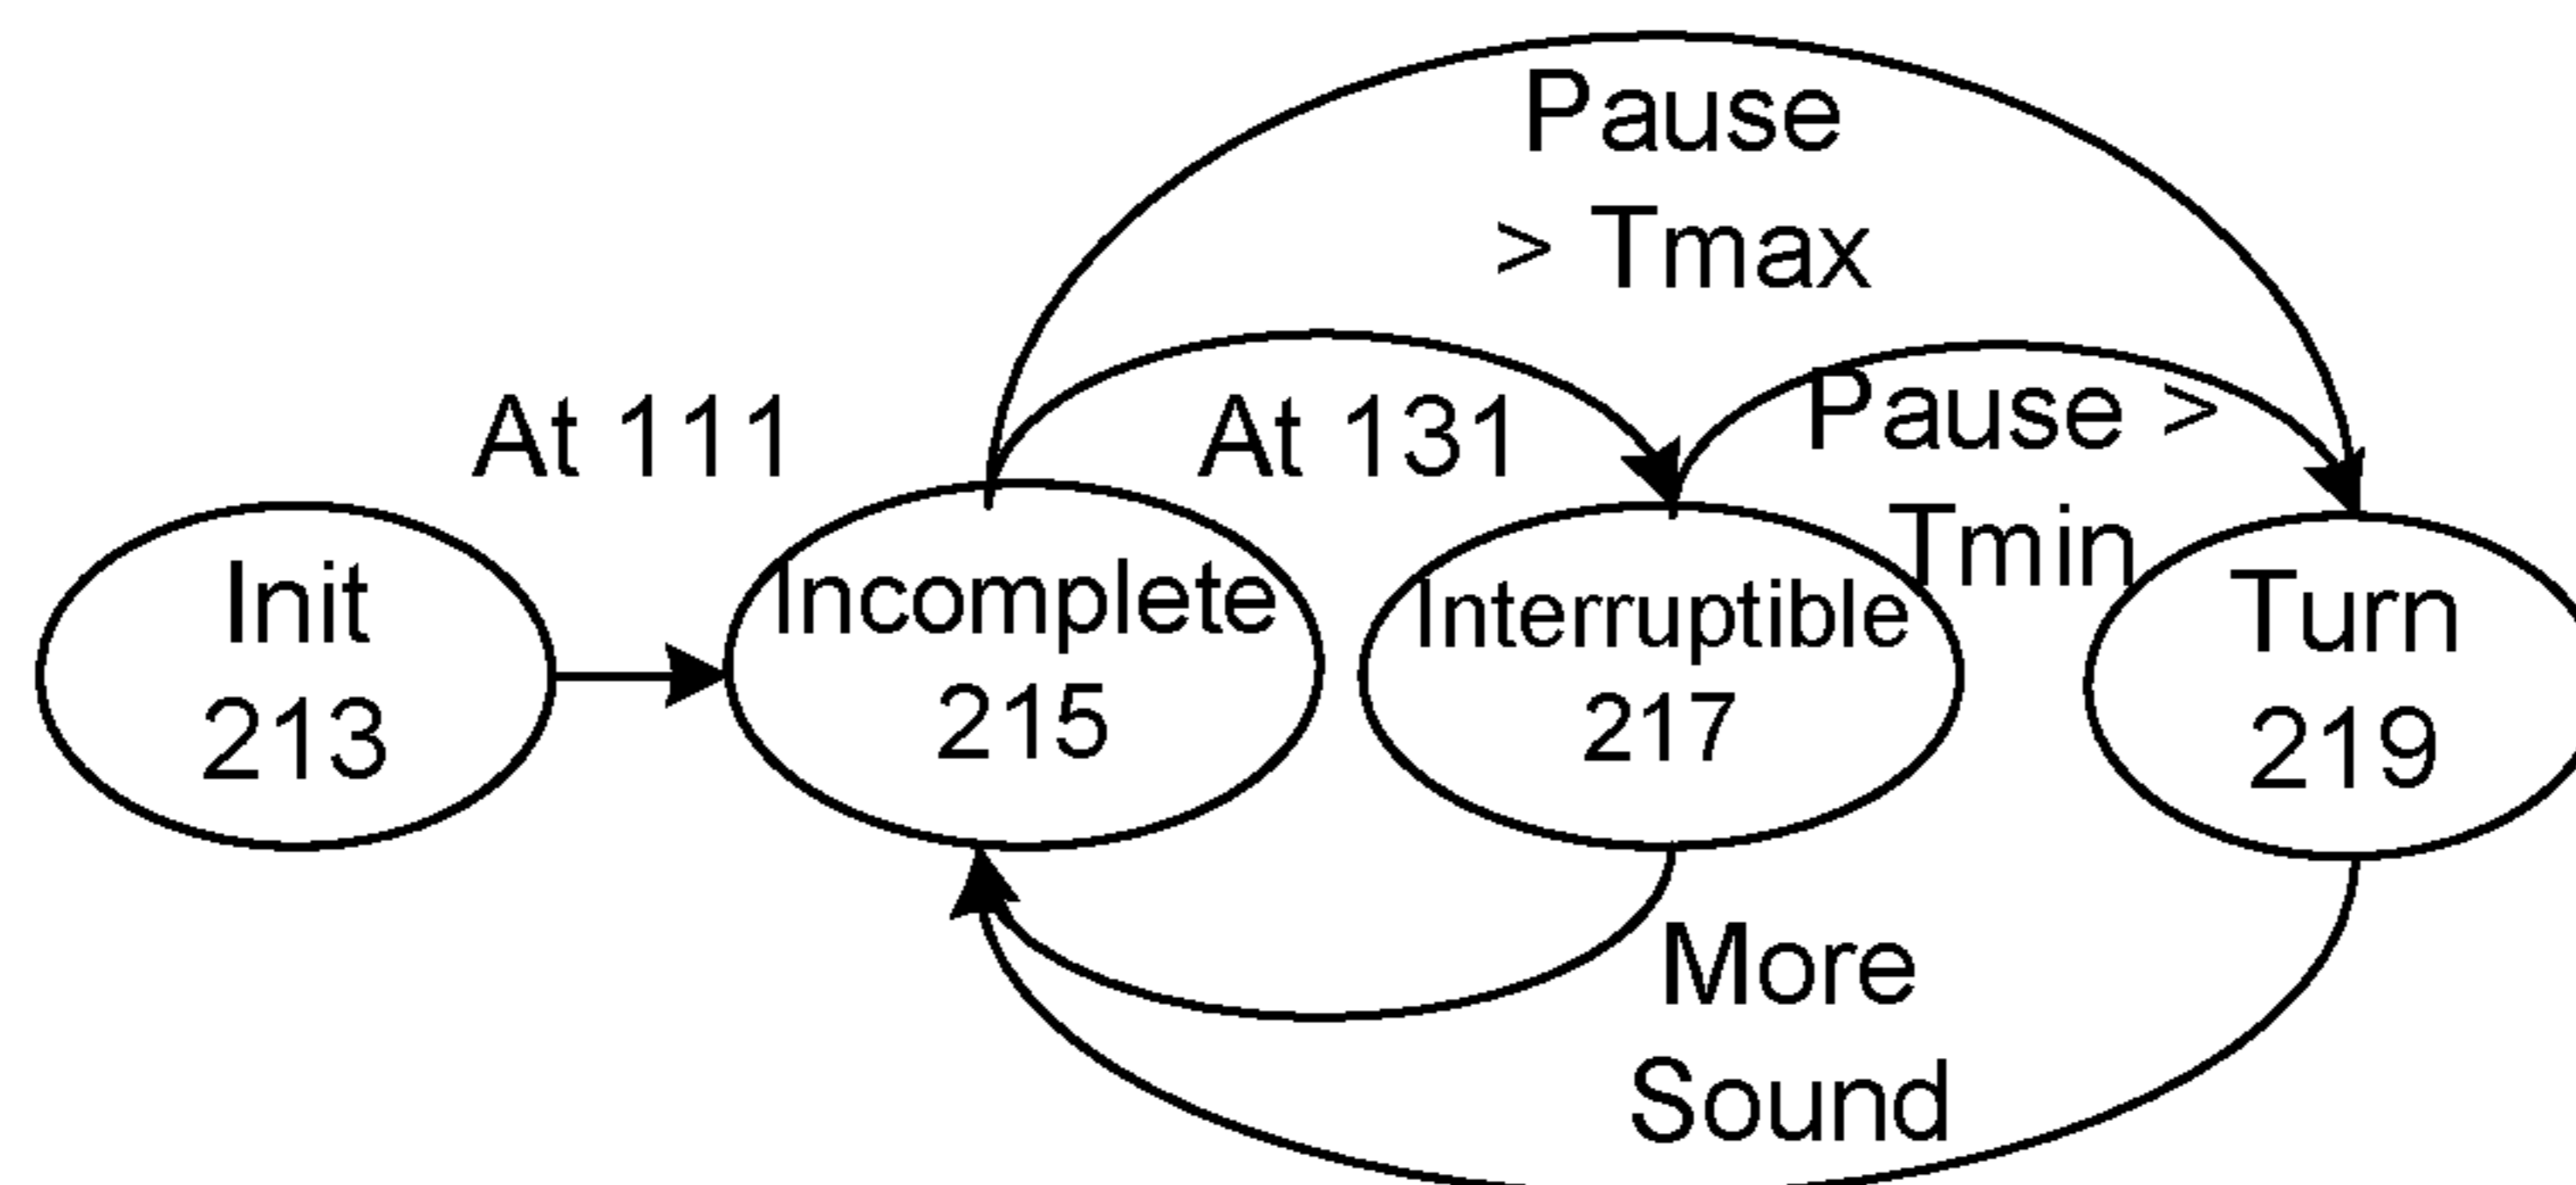 Pause
> Tmax
At 111
At 131
Pause >
Tmin
Init
213
Incomplete
215
Interruptible
217
Turn
219
More
Sound